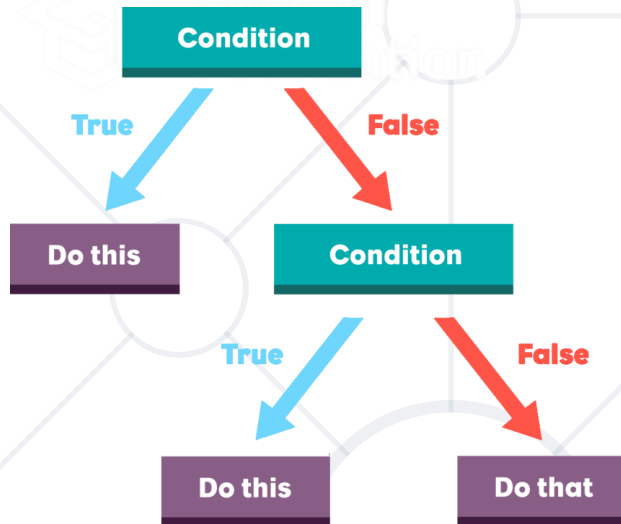 Condition
True
False
Do this
Condition
True
False
Do this
Do that